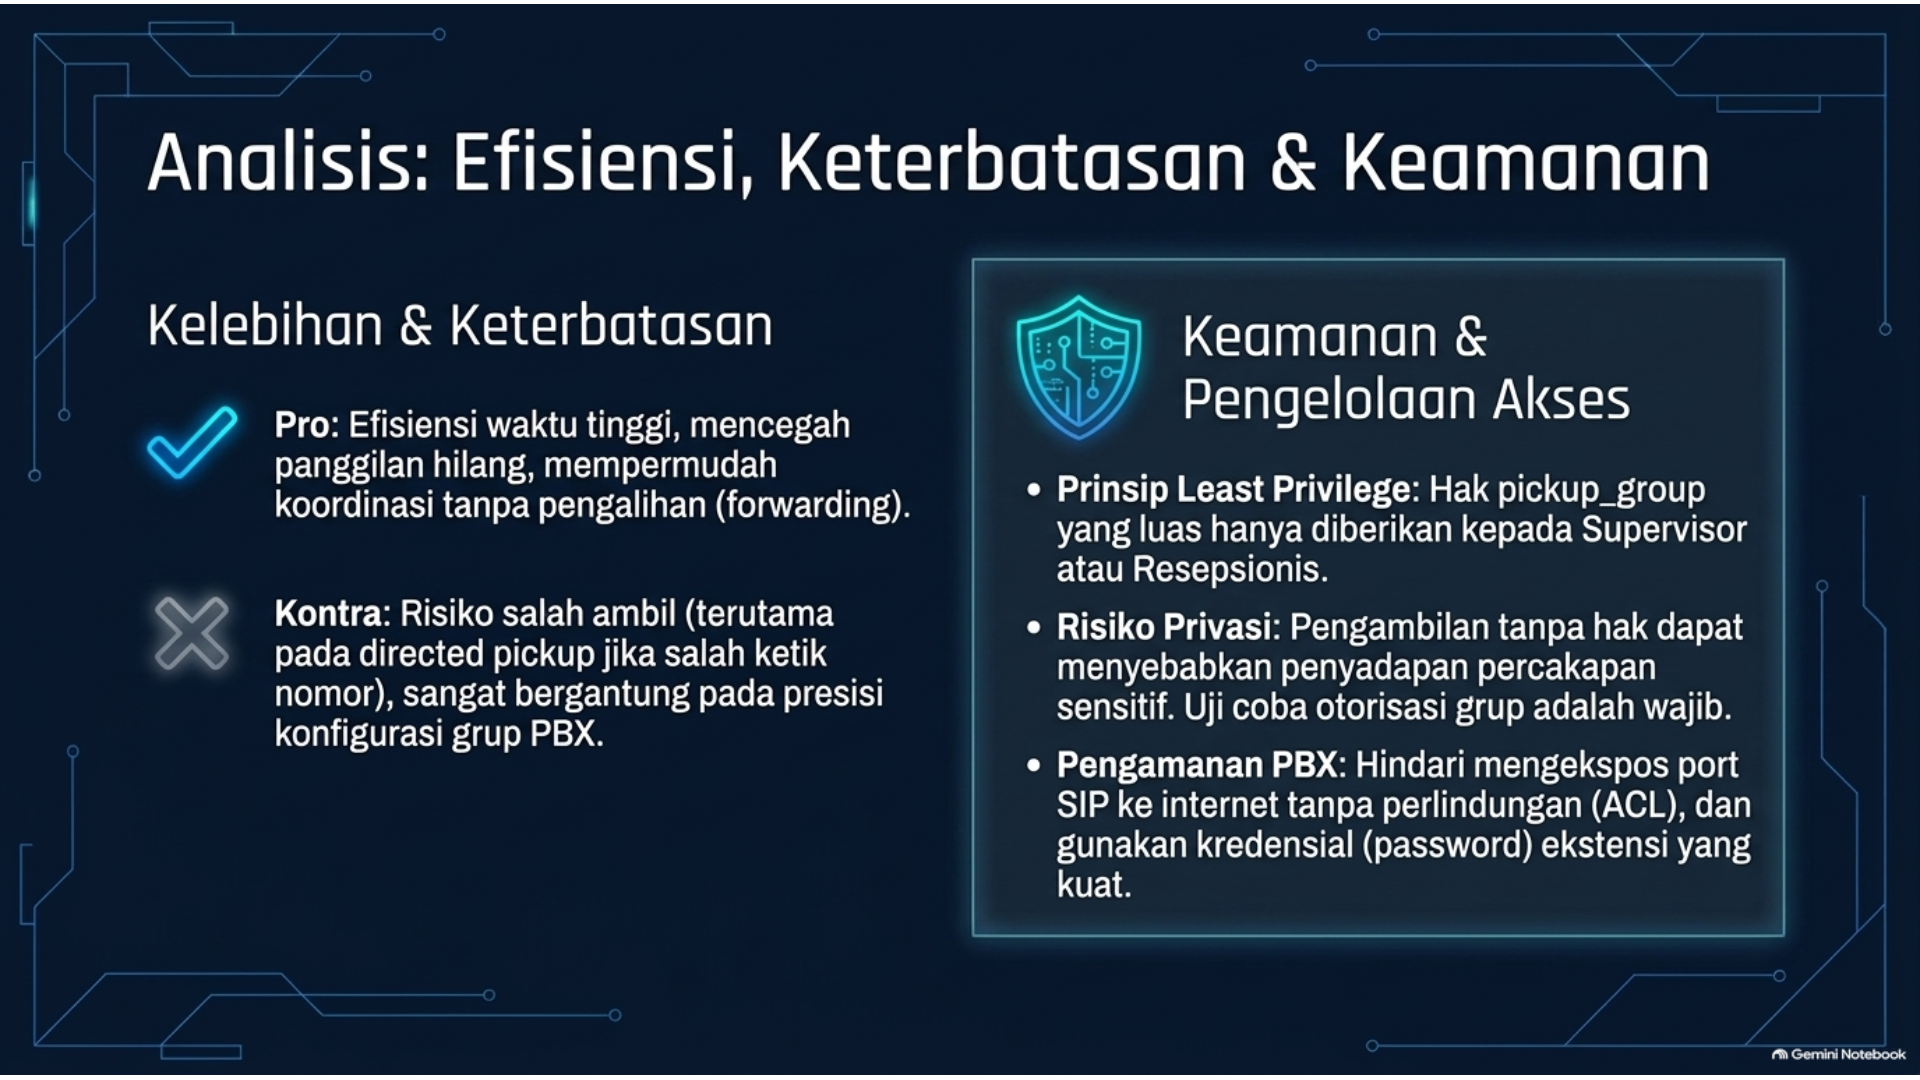 Analisis: Efisiensi, Keterbatasan & Keamanan
Kelebihan & Keterbatasan
Pro: Efisiensi waktu tinggi, mencegah
panggilan hilang, mempermudah
koordinasi tanpa pengalihan (forwarding).
Kontra: Risiko salah ambil (terutama
pada directed pickup jika salah ketik
nomor), sangat bergantung pada presisi
konfigurasi grup PBX.
Keamanan &
Pengelolaan Akses
• Prinsip Least Privilege: Hak pickup_group
yang luas hanya diberikan kepada Supervisor
atau Resepsionis.
• Risiko Privasi: Pengambilan tanpa hak dapat
menyebabkan penyadapan percakapan
sensitif. Uji coba otorisasi grup adalah wajib.
• Pengamanan PBX: Hindari mengekspos port
SIP ke internet tanpa perlindungan (ACL), dan
gunakan kredensial (password) ekstensi yang
kuat.
Gemini Notebook